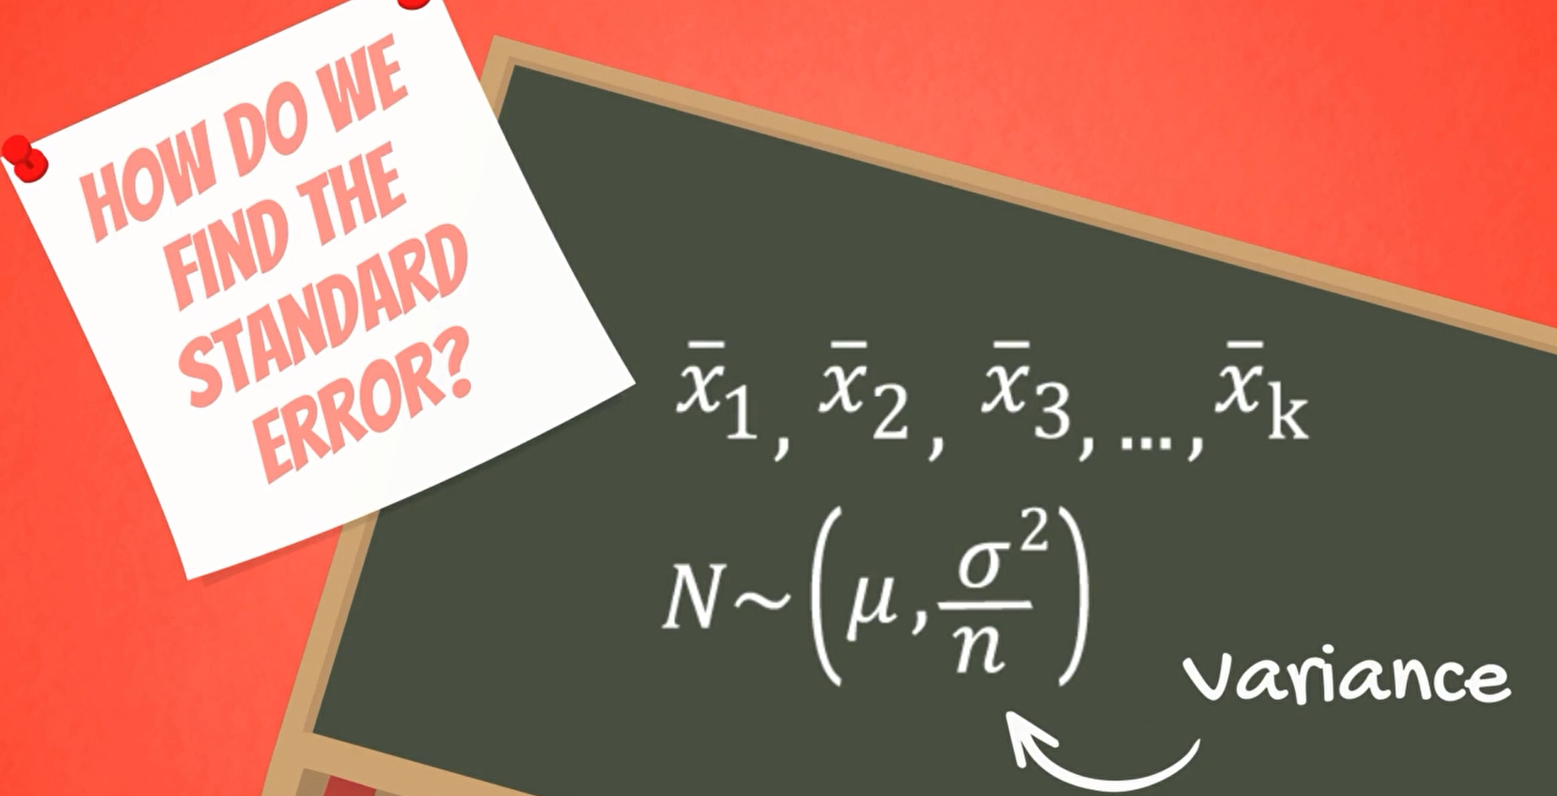 HOW DO WE
FIND THE
STANDARD
ERROR?
x̄₁, x̄₂, x̄₃, ..., x̄ₖ
N~(μ, σ²/n)
variance